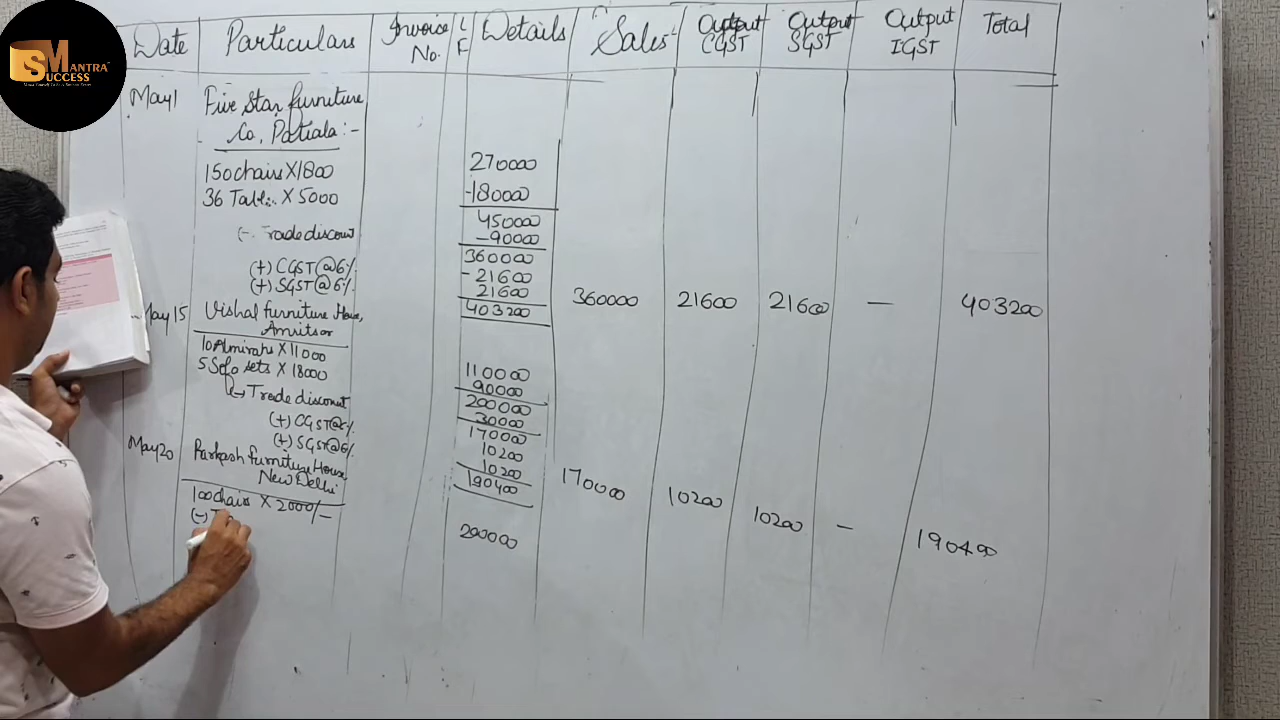 MANTRA
SUCCESS
Date Particulars Invoice No. L F Details Sales Output CGST Output SGST Output IGST Total
May 1 Five Star furniture
Co, Patiala :-
150 chairs X 1800 270000
36 Table X 5000 180000
450000
(-) Trade discount 90000
360000
(+) CGST @ 6% 21600
(+) SGST @ 6% 21600 360000 21600 21600 — 403200
May 15 Vishal furniture House, 403200
Amritsar
10 Almirahs X 11000 110000
5 Sofa sets X 18000 90000
200000
(-) Trade discount 30000
170000
(+) CGST @ 6% 10200
(+) SGST @ 6% 10200
May 20 Parkash furniture House, 190400 170000 10200 10200 — 190400
New Delhi
100 chairs X 2000/- 200000
(-)